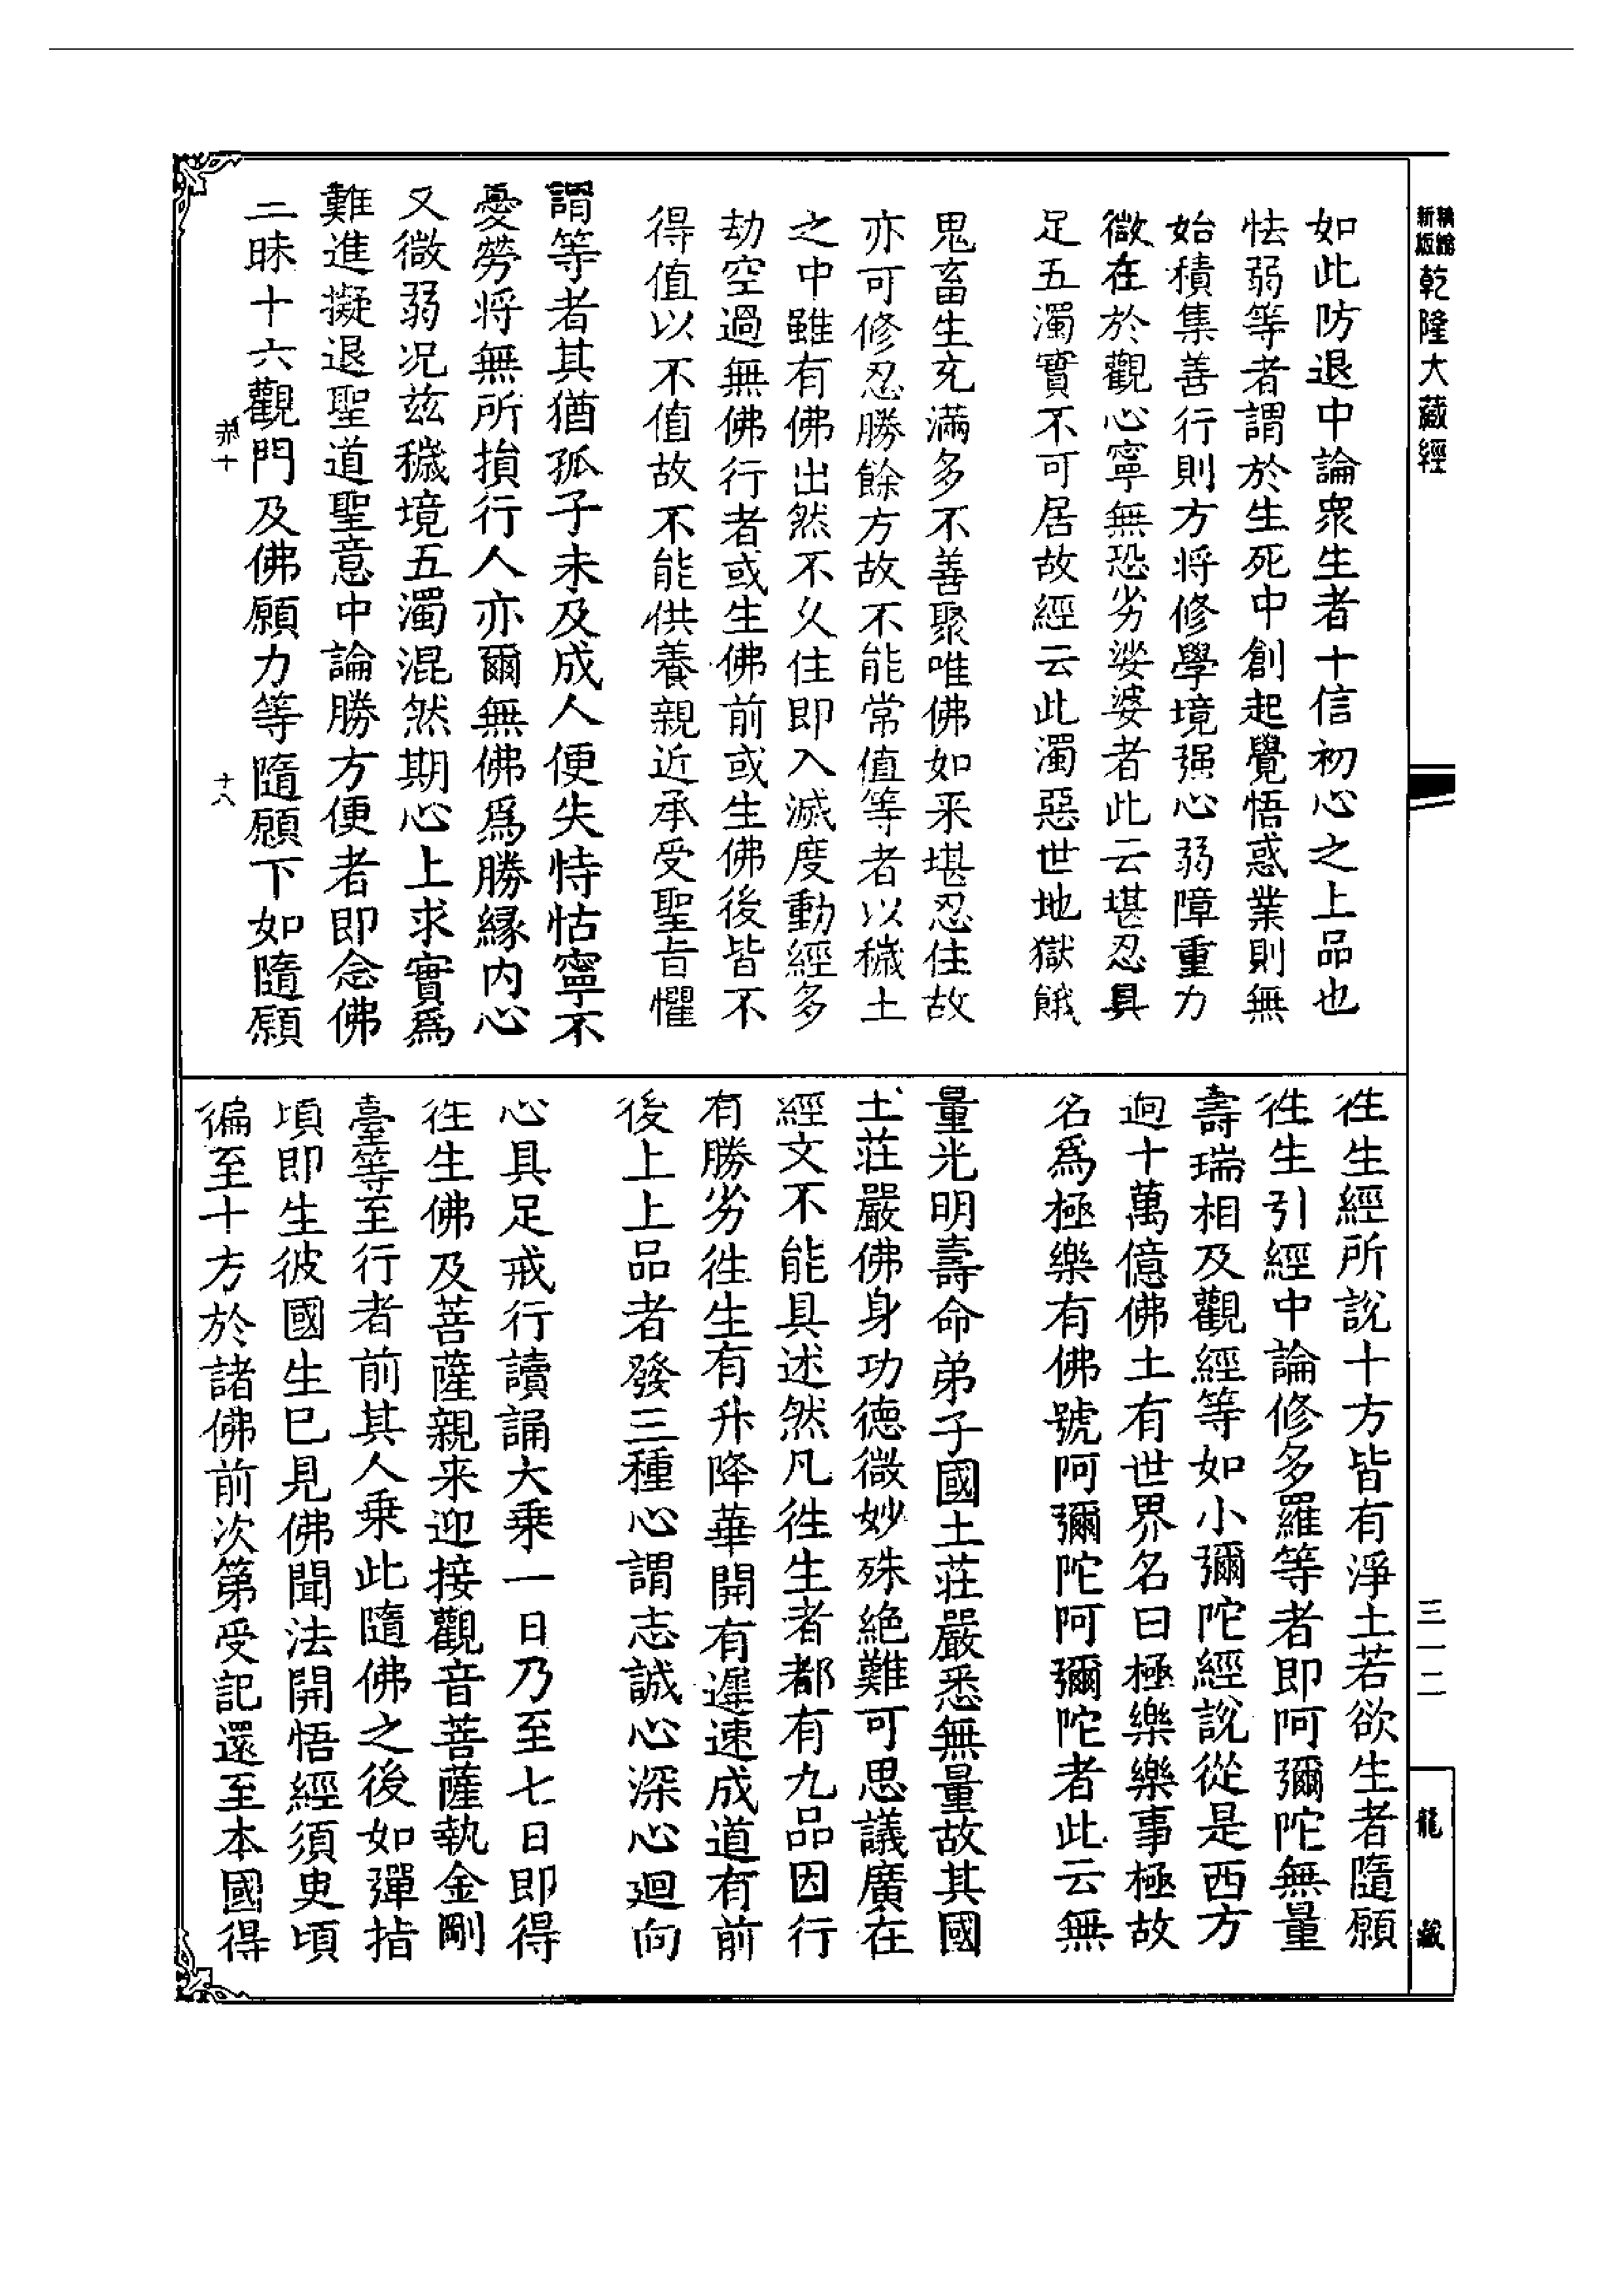 新版
精缩
乾隆大藏經
如此防退中論衆生者十信初心之上品也
怯弱等者謂於生死中創起覺悟惑業則無
始積集善行則方将修學境强心弱障重力
微在於觀心寧無恐劣娑婆者此云堪忍具
足五濁實不可居故經云此濁惡世地獄餓
鬼畜生充滿多不善聚唯佛如来堪忍住故
亦可修忍勝餘方故不能常值等者以穢土
之中雖有佛出然不久住即入滅度動經多
劫空過無佛行者或生佛前或生佛後皆不
得值以不值故不能供養親近承受聖旨懼
謂等者其猶孤子未及成人便失恃怙寧不
憂勞将無所損行人亦爾無佛爲勝緣内心
又微弱况茲穢境五濁混然期心上求實爲
難進擬退聖道聖意中論勝方便者即念佛
三昧十六觀門及佛願力等隨願下如隨願
十八
徃生經所說十方皆有淨土若欲生者隨願
徃生引經中論修多羅等者即阿彌陀無量
壽瑞相及觀經等如小彌陀經說從是西方
逈十萬億佛土有世界名曰極樂樂事極故
名爲極樂有佛號阿彌陀阿彌陀者此云無
量光明壽命弟子國土莊嚴悉無量故其國
土莊嚴佛身功德微妙殊絶難可思議廣在
經文不能具述然凡徃生者都有九品因行
有勝劣徃生有升降華開有遲速成道有前
後上上品者發三種心謂志誠心深心迴向
心具足戒行讀誦大乗一日乃至七日即得
徃生佛及菩薩親来迎接觀音菩薩執金剛
臺等至行者前其人乗此隨佛之後如彈指
頃即生彼國生已見佛聞法開悟經須臾頃
徧至十方於諸佛前次第受記還至本國得
三一二
龍藏